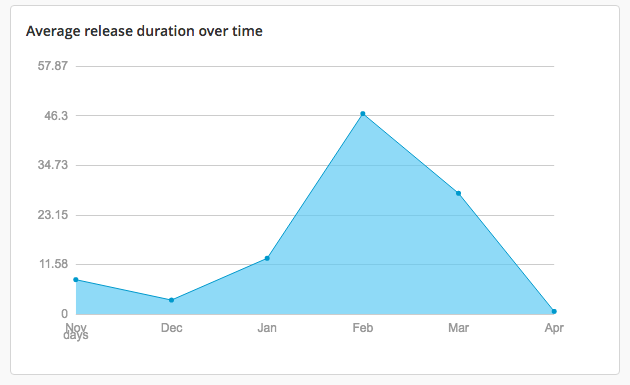 Average release duration over time
57.87
46.3
34.73
23.15
11.58
0
Nov Dec Jan Feb Mar Apr
days